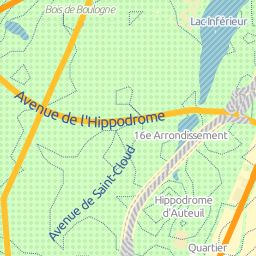 Bois de Boulogne
Lac Inférieur
Avenue de l'Hippodrome
16e Arrondissement
Avenue de Saint-Cloud
Hippodrome
d'Auteuil
Quartier